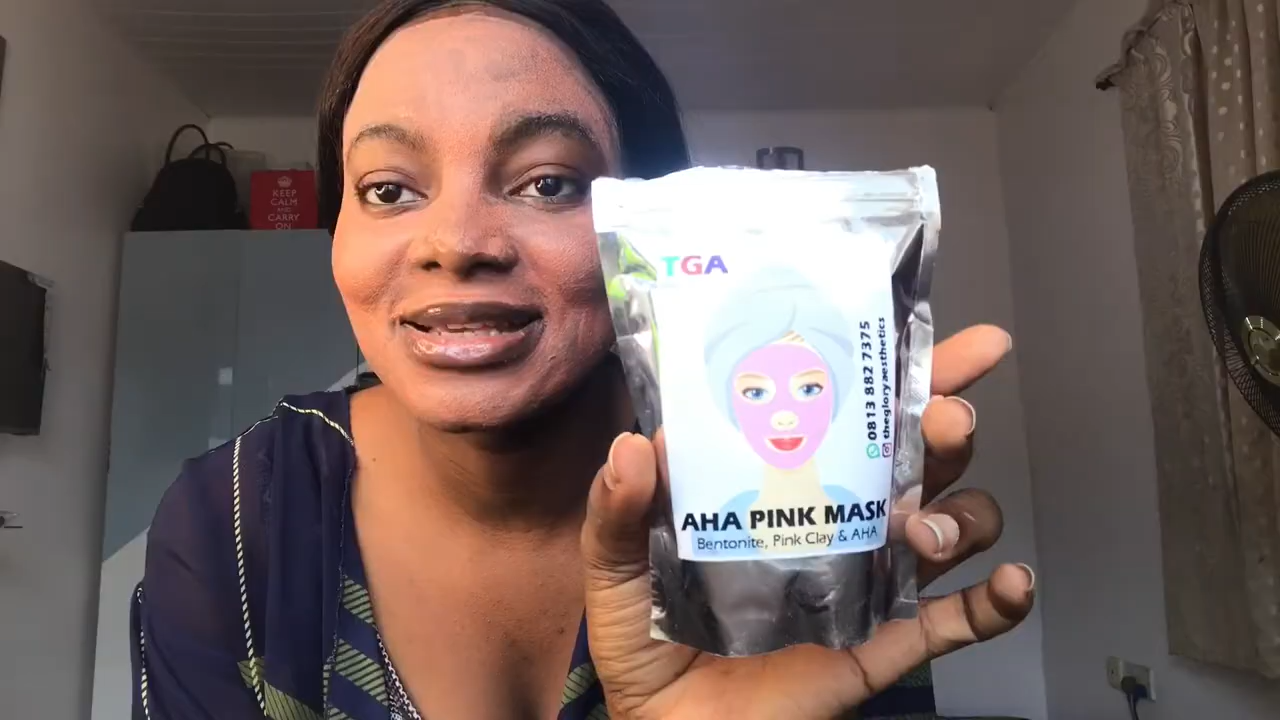 KEEP
CALM
AND
CARRY
ON
TGA
0813 882 7375
thegloryaesthetics
AHA PINK MASK
Bentonite, Pink Clay & AHA